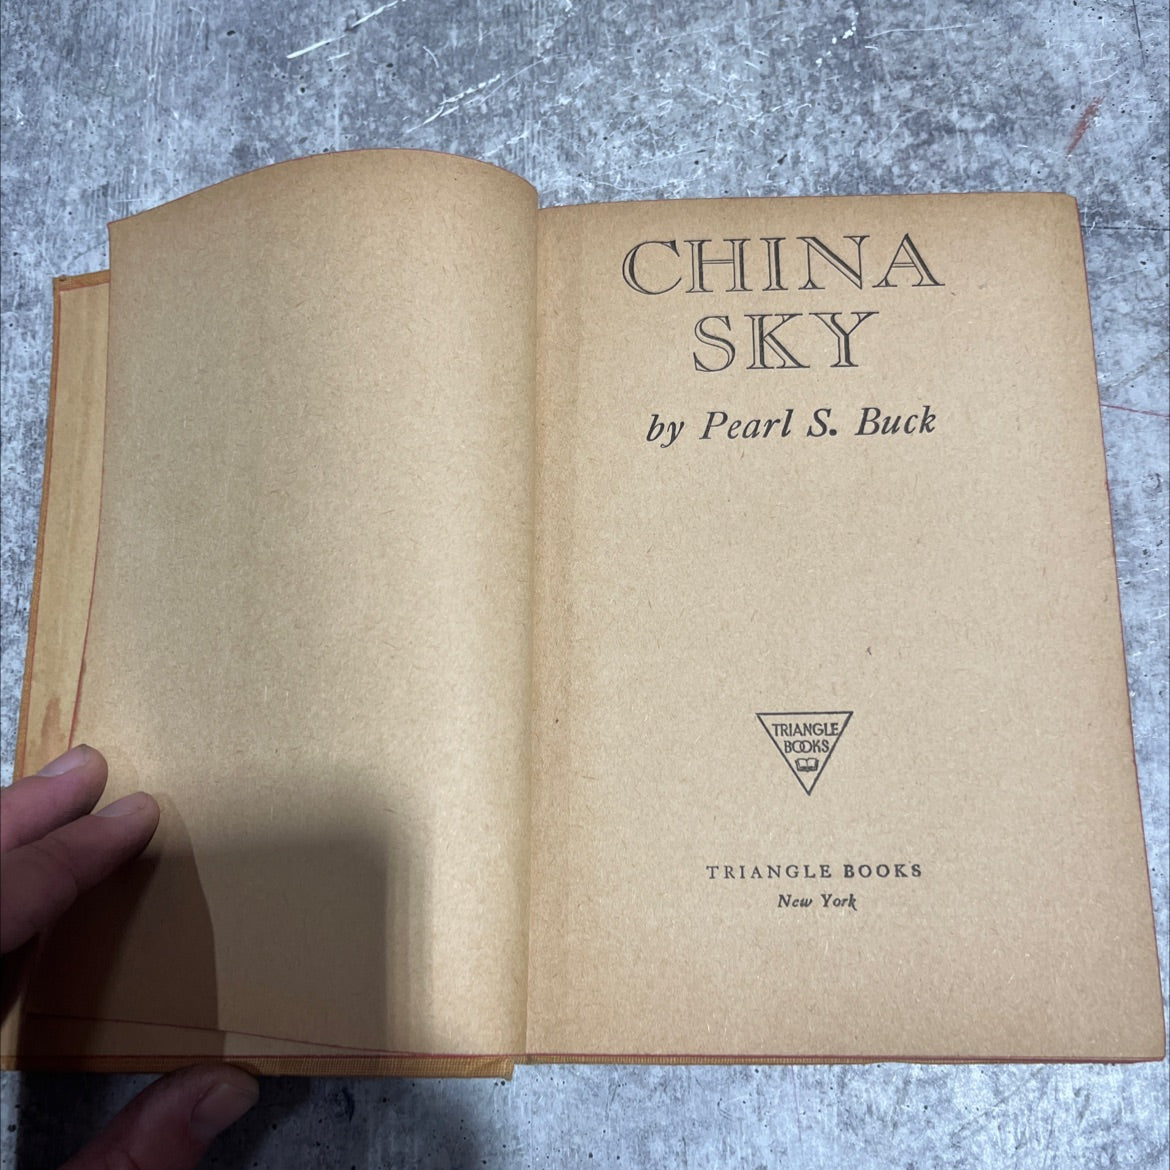 CHINA
SKY
by Pearl S. Buck
TRIANGLE
BOOKS
TRIANGLE BOOKS
New York